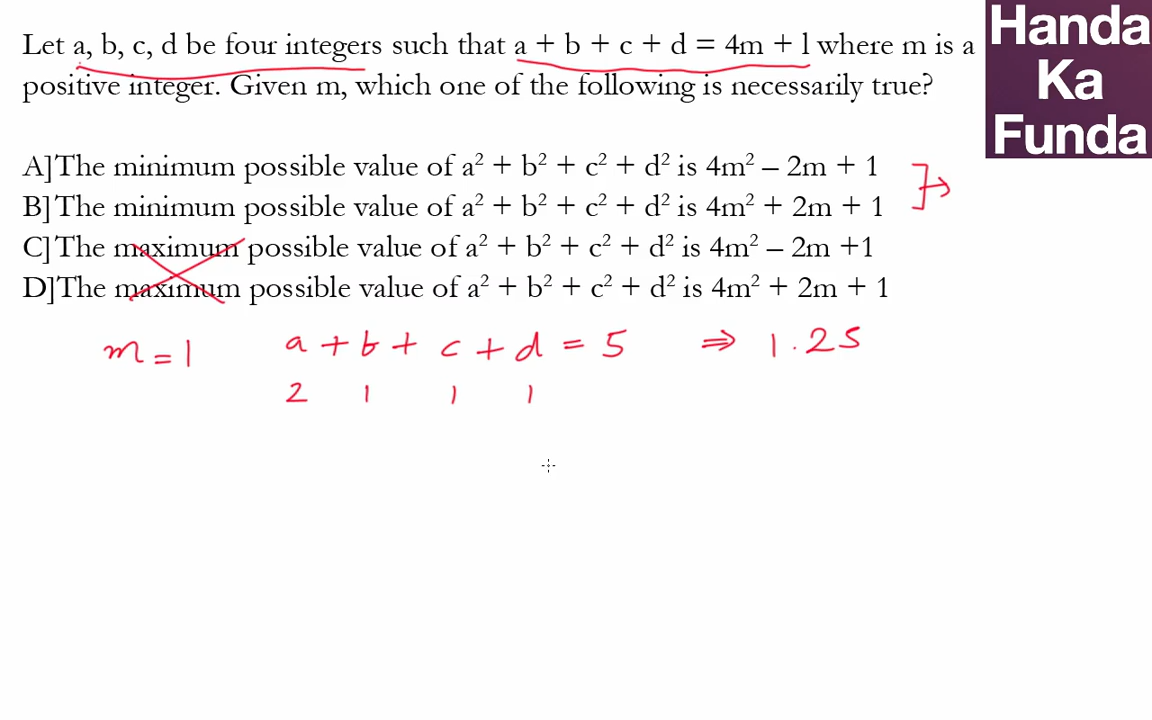 Let a, b, c, d be four integers such that a + b + c + d = 4m + l where m is a
positive integer. Given m, which one of the following is necessarily true?
Handa
Ka
Funda
A]The minimum possible value of a² + b² + c² + d² is 4m² – 2m + 1
B]The minimum possible value of a² + b² + c² + d² is 4m² + 2m + 1
C]The maximum possible value of a² + b² + c² + d² is 4m² – 2m +1
D]The maximum possible value of a² + b² + c² + d² is 4m² + 2m + 1
m = 1 a + b + c + d = 5 ⇒ 1.25
2 1 1 1